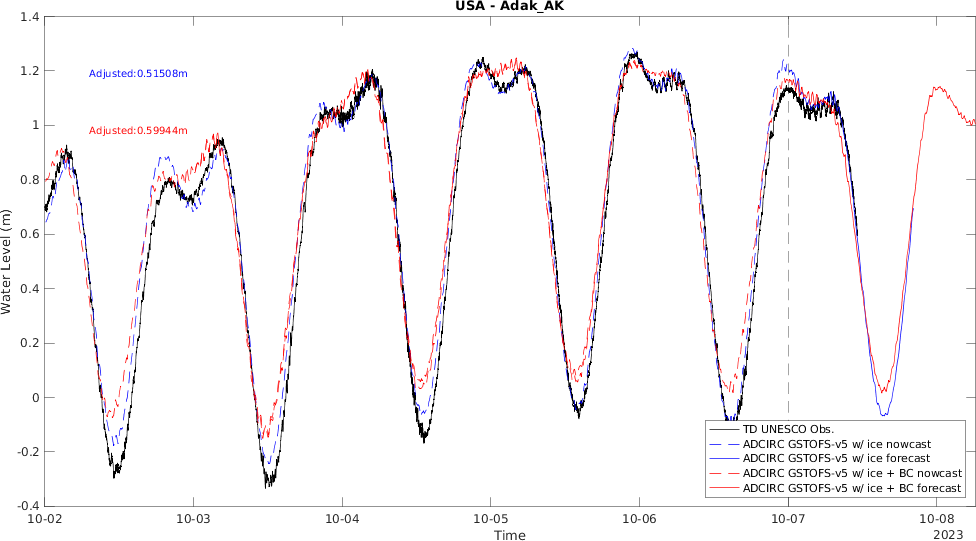 USA - Adak_AK
1.4
1.2
1
0.8
0.6
0.4
0.2
0
-0.2
-0.4
Water Level (m)
Adjusted:0.51508m
Adjusted:0.59944m
TD UNESCO Obs.
ADCIRC GSTOFS-v5 w/ ice nowcast
ADCIRC GSTOFS-v5 w/ ice forecast
ADCIRC GSTOFS-v5 w/ice + BC nowcast
ADCIRC GSTOFS-v5 w/ice + BC forecast
10-02
10-03
10-04
10-05
10-06
10-07
10-08
Time
2023